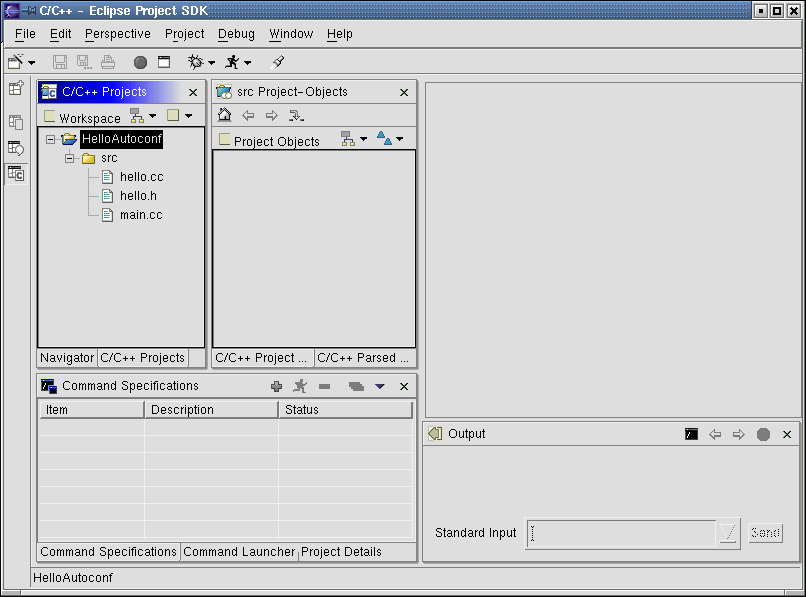 C/C++ - Eclipse Project SDK
File Edit Perspective Project Debug Window Help
C/C++ Projects
Workspace
HelloAutoconf
src
hello.cc
hello.h
main.cc
Navigator C/C++ Projects
src Project-Objects
Project Objects
C/C++ Project ... C/C++ Parsed ...
Command Specifications
Item Description Status
Command Specifications Command Launcher Project Details
Output
Standard Input Send
HelloAutoconf